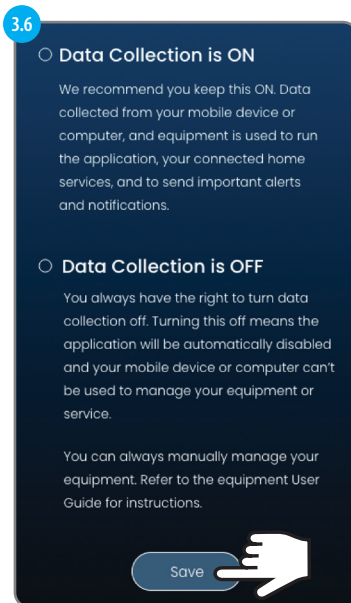 3.6
Data Collection is ON
We recommend you keep this ON. Data
collected from your mobile device or
computer, and equipment is used to run
the application, your connected home
services, and to send important alerts
and notifications.
Data Collection is OFF
You always have the right to turn data
collection off. Turning this off means the
application will be automatically disabled
and your mobile device or computer can't
be used to manage your equipment or
service.
You can always manually manage your
equipment. Refer to the equipment User
Guide for instructions.
Save